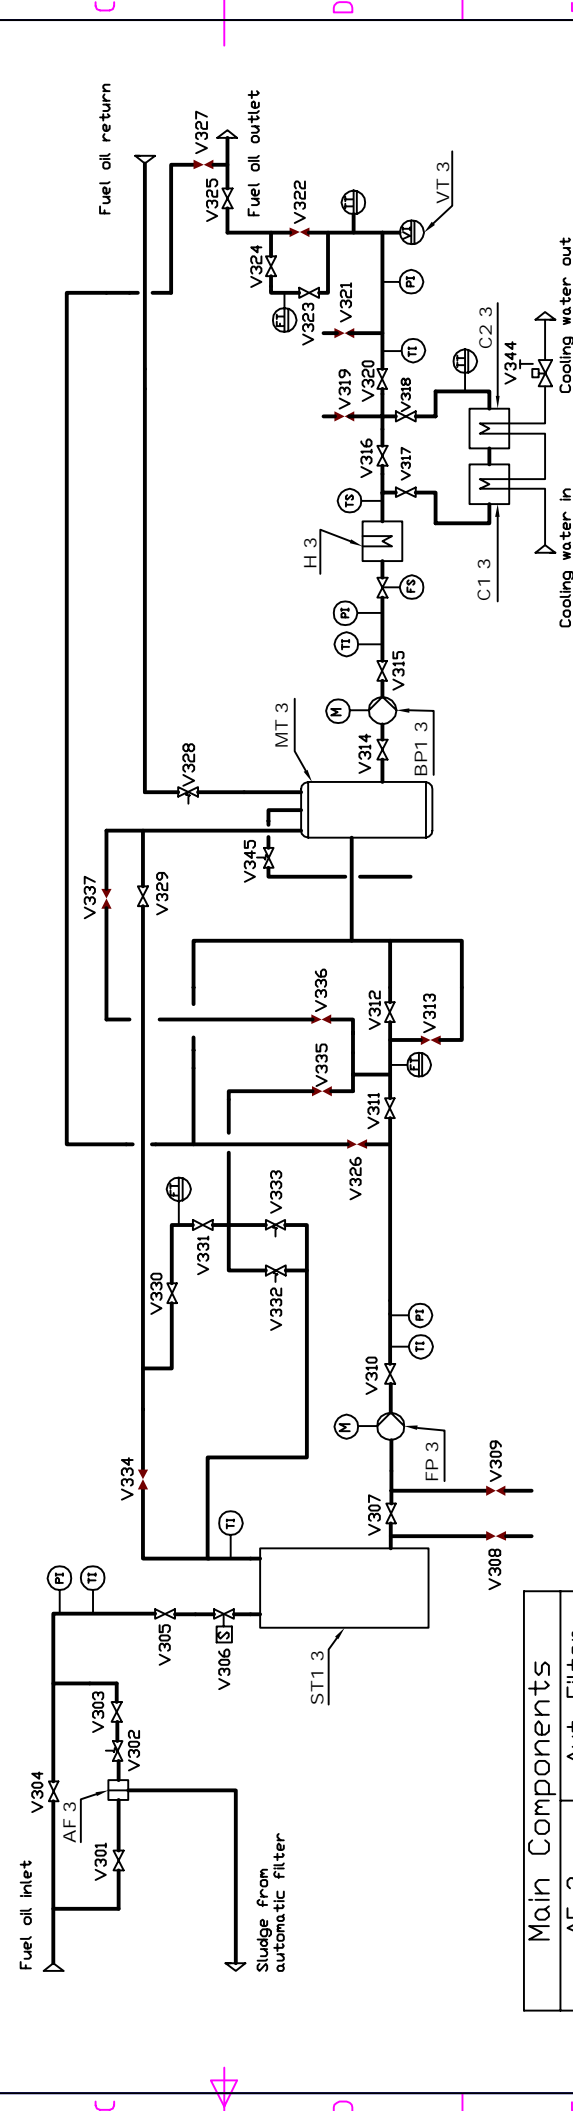 C
D
Fuel oil return
Fuel oil outlet
V327
V325
V322
V324
V323
FT
TI
VI
VT 3
PI
V321
TI
V320
V319
V318
TI
C2 3
V344
Cooling water out
V316
V317
TS
H 3
C1 3
Cooling water in
FS
PI
TI
V315
M
MT 3
V314
BP1 3
V328
V345
V337
V329
V336
V335
V312
V313
FT
V311
V326
FT
V333
V331
V330
V332
PI
TI
V310
M
FP 3
V334
V309
V307
V308
TI
PI
TI
V305
V306
S
ST1 3
V303
V302
V304
AF 3
V301
Fuel oil inlet
Sludge from
automatic filter
Main Components
C
D